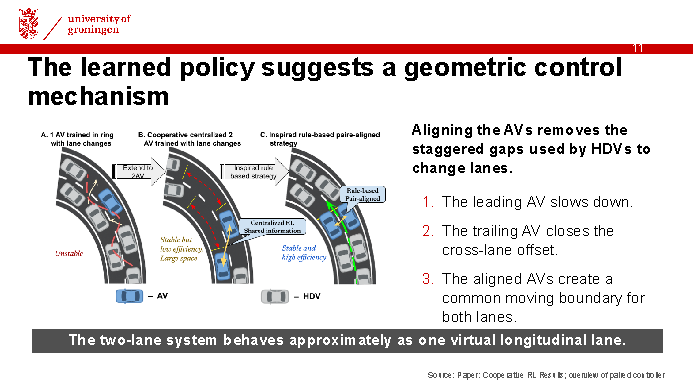 university of
groningen
11
The learned policy suggests a geometric control
mechanism
A. 1 AV trained in ring
with lane changes
B. Cooperative centralized 2
AV trained with lane changes
C. Inspired rule-based paire-aligned
strategy
Extend to
2AV
Inspired rule
based strategy
Rule-based
Pair-aligned
Centralized RL
Shared information
Unstable
Stable but
low efficiency
Large space
Stable and
high efficiency
= AV
= HDV
Aligning the AVs removes the
staggered gaps used by HDVs to
change lanes.
1. The leading AV slows down.
2. The trailing AV closes the
cross-lane offset.
3. The aligned AVs create a
common moving boundary for
both lanes.
The two-lane system behaves approximately as one virtual longitudinal lane.
Source: Paper: Cooperative RL Results; overview of paired controller